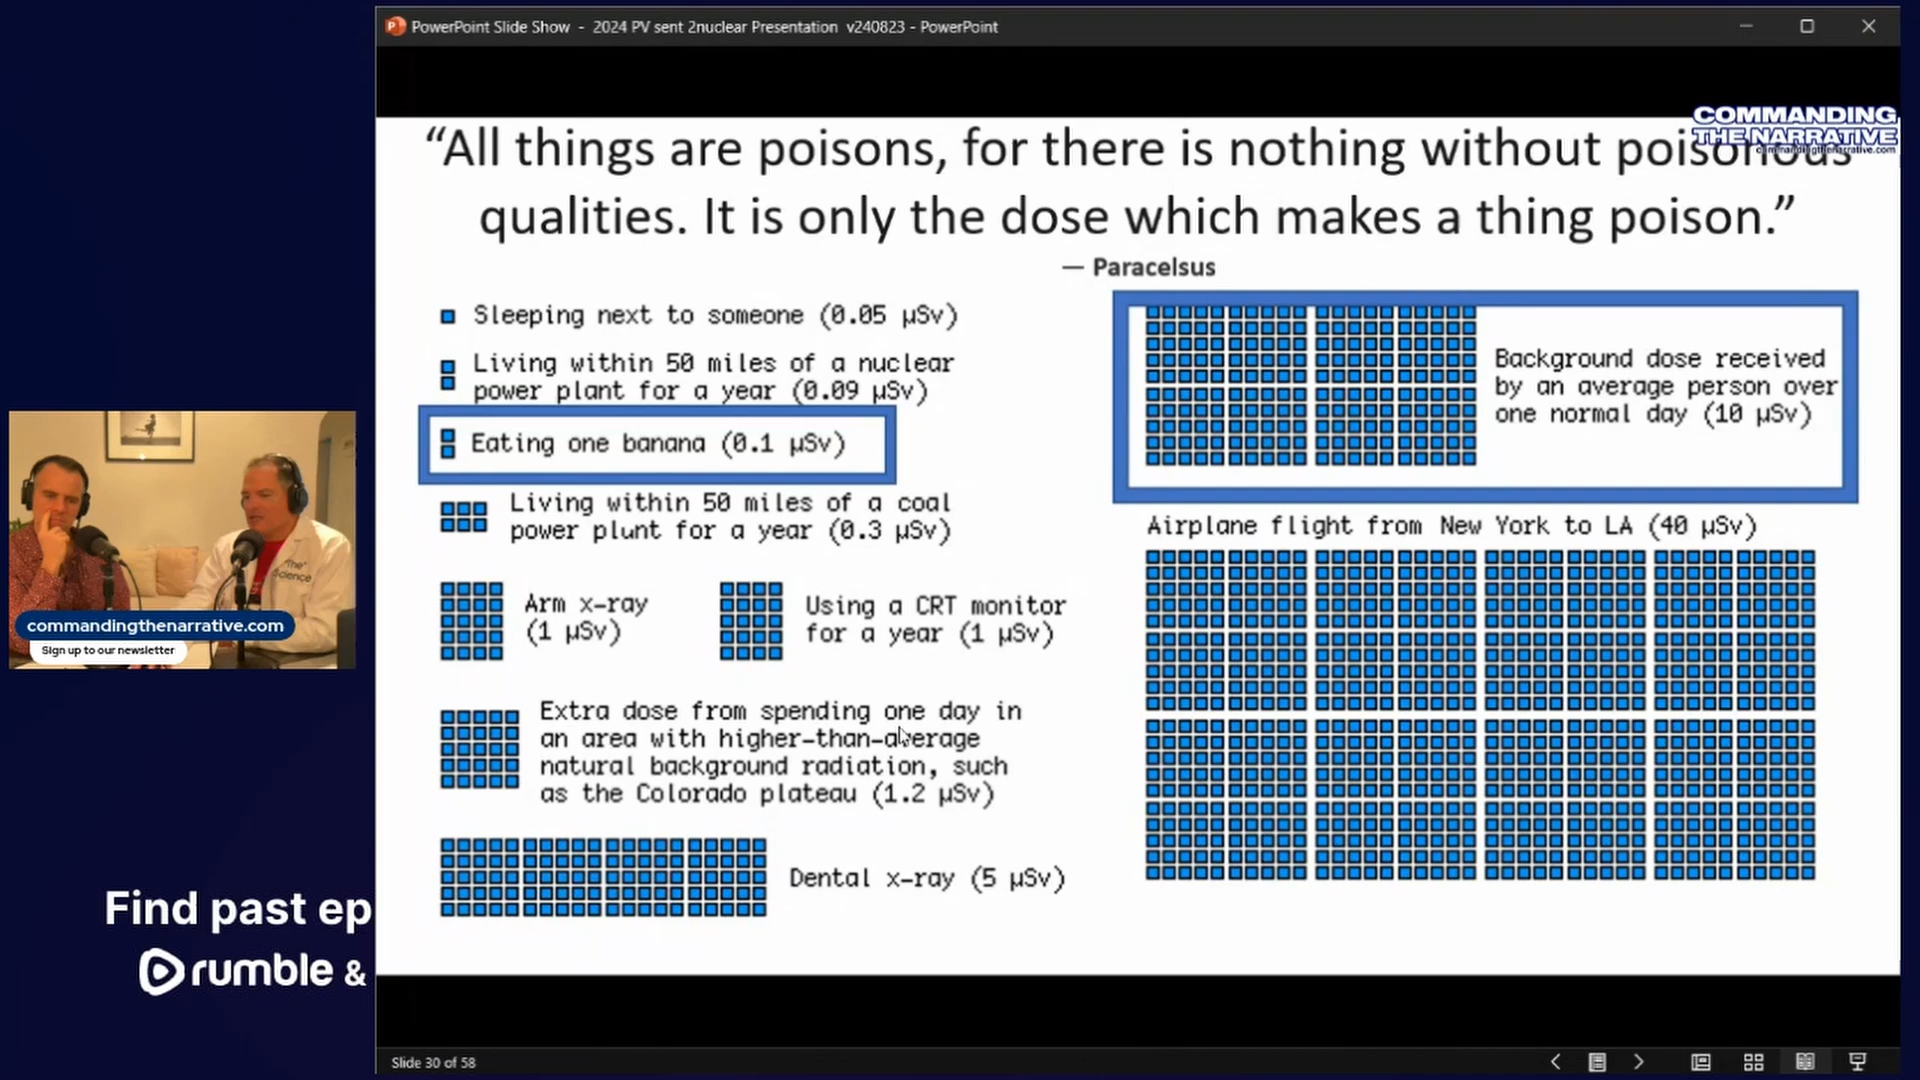 PowerPoint Slide Show - 2024 PV sent 2nuclear Presentation v240823 - PowerPoint
COMMANDING
THE NARRATIVE
commandingthenarrative.com
“All things are poisons, for there is nothing without poisonous
qualities. It is only the dose which makes a thing poison.”
— Paracelsus
Sleeping next to someone (0.05 µSv)
Living within 50 miles of a nuclear
power plant for a year (0.09 µSv)
Eating one banana (0.1 µSv)
Living within 50 miles of a coal
power plunt for a year (0.3 µSv)
Arm x-ray
(1 µSv)
Using a CRT monitor
for a year (1 µSv)
Extra dose from spending one day in
an area with higher-than-average
natural background radiation, such
as the Colorado plateau (1.2 µSv)
Dental x-ray (5 µSv)
Background dose received
by an average person over
one normal day (10 µSv)
Airplane flight from New York to LA (40 µSv)
"The"
Science
commandingthenarrative.com
Sign up to our newsletter
Find past ep
rumble &
Slide 30 of 58